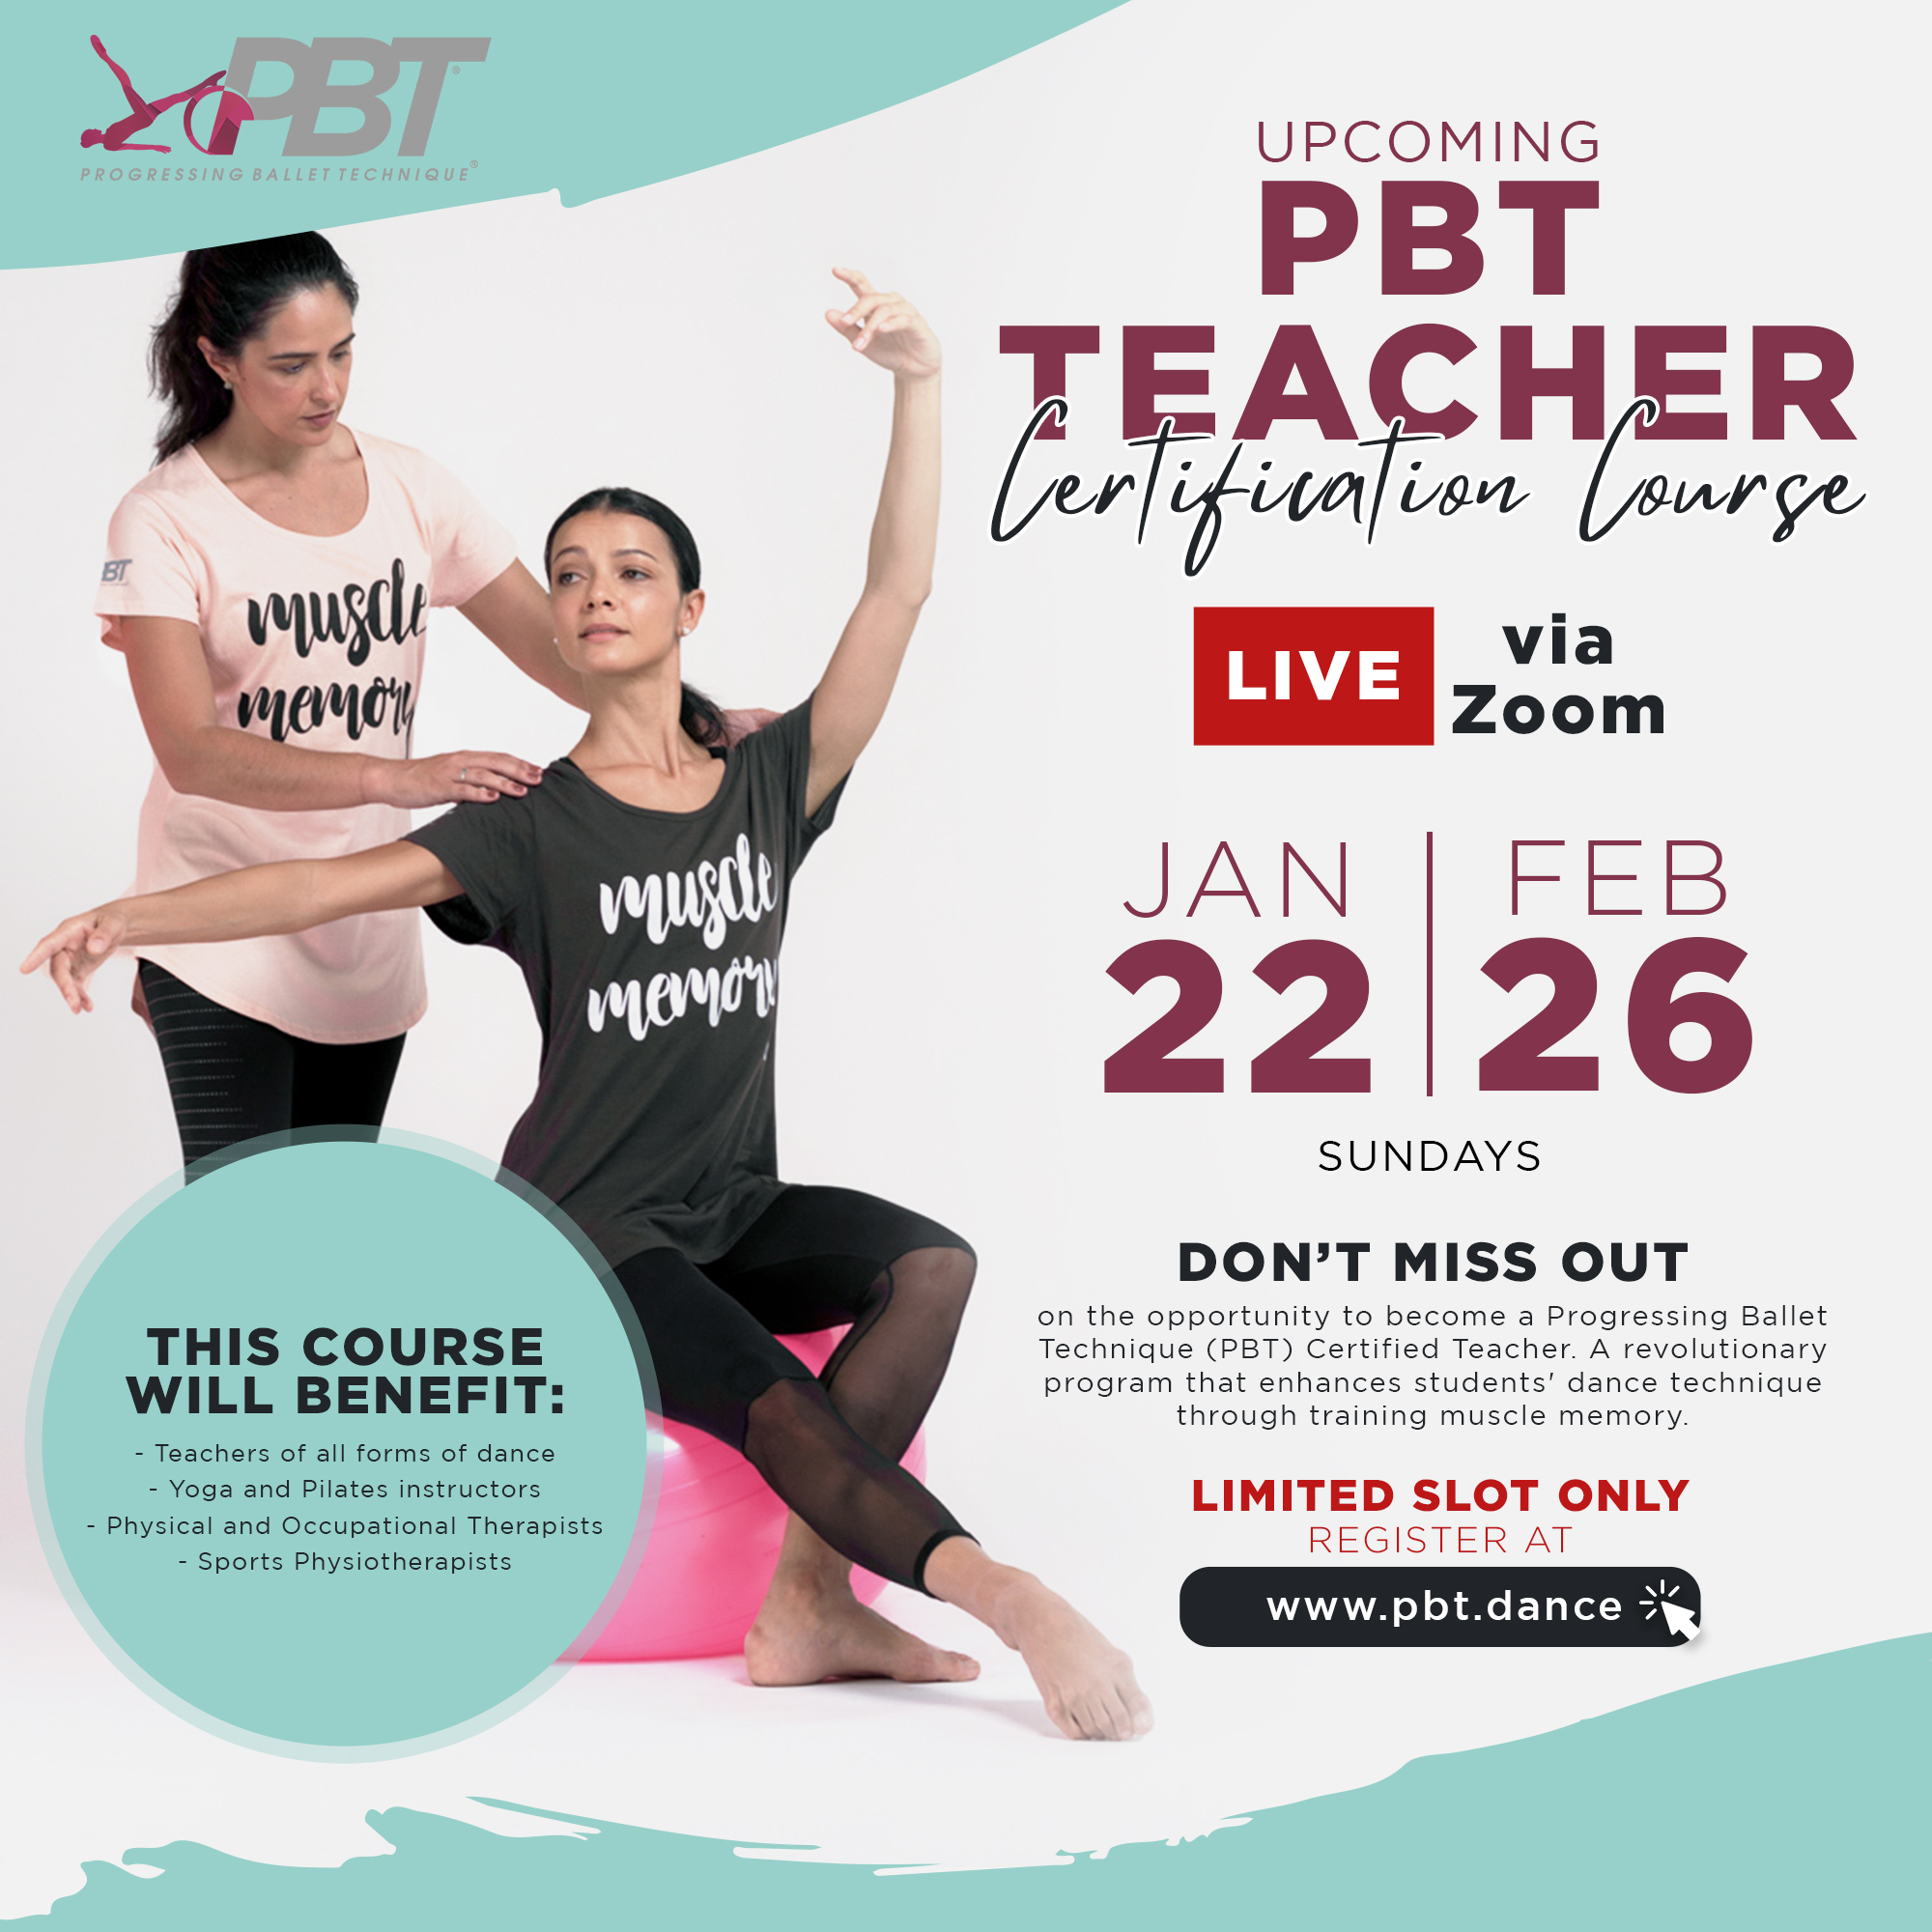 PBT®
PROGRESSING BALLET TECHNIQUE®
UPCOMING
PBT
TEACHER
Certification Course
LIVE
via
Zoom
BT
muscle
memory
muscle
memory
JAN
22
FEB
26
SUNDAYS
DON'T MISS OUT
on the opportunity to become a Progressing Ballet
Technique (PBT) Certified Teacher. A revolutionary
program that enhances students' dance technique
through training muscle memory.
LIMITED SLOT ONLY
REGISTER AT
www.pbt.dance
THIS COURSE
WILL BENEFIT:
- Teachers of all forms of dance
- Yoga and Pilates instructors
- Physical and Occupational Therapists
- Sports Physiotherapists